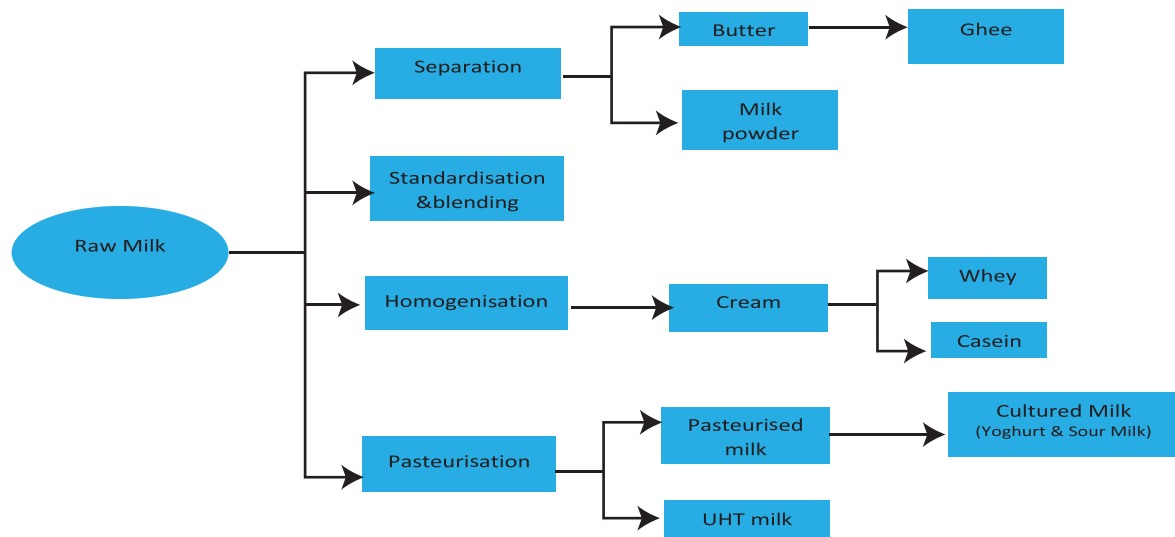 Raw Milk
Separation
Butter
Ghee
Milk
powder
Standardisation
&blending
Homogenisation
Cream
Whey
Casein
Pasteurisation
Pasteurised
milk
Cultured Milk
(Yoghurt & Sour Milk)
UHT milk